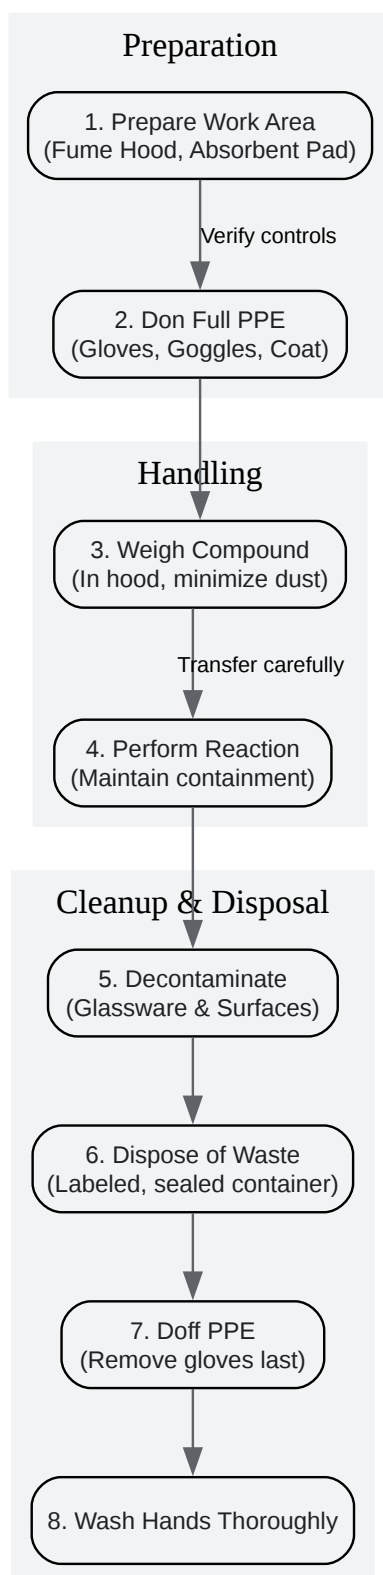 Preparation
1. Prepare Work Area
(Fume Hood, Absorbent Pad)
Verify controls
2. Don Full PPE
(Gloves, Goggles, Coat)
Handling
3. Weigh Compound
(In hood, minimize dust)
Transfer carefully
4. Perform Reaction
(Maintain containment)
Cleanup & Disposal
5. Decontaminate
(Glassware & Surfaces)
6. Dispose of Waste
(Labeled, sealed container)
7. Doff PPE
(Remove gloves last)
8. Wash Hands Thoroughly